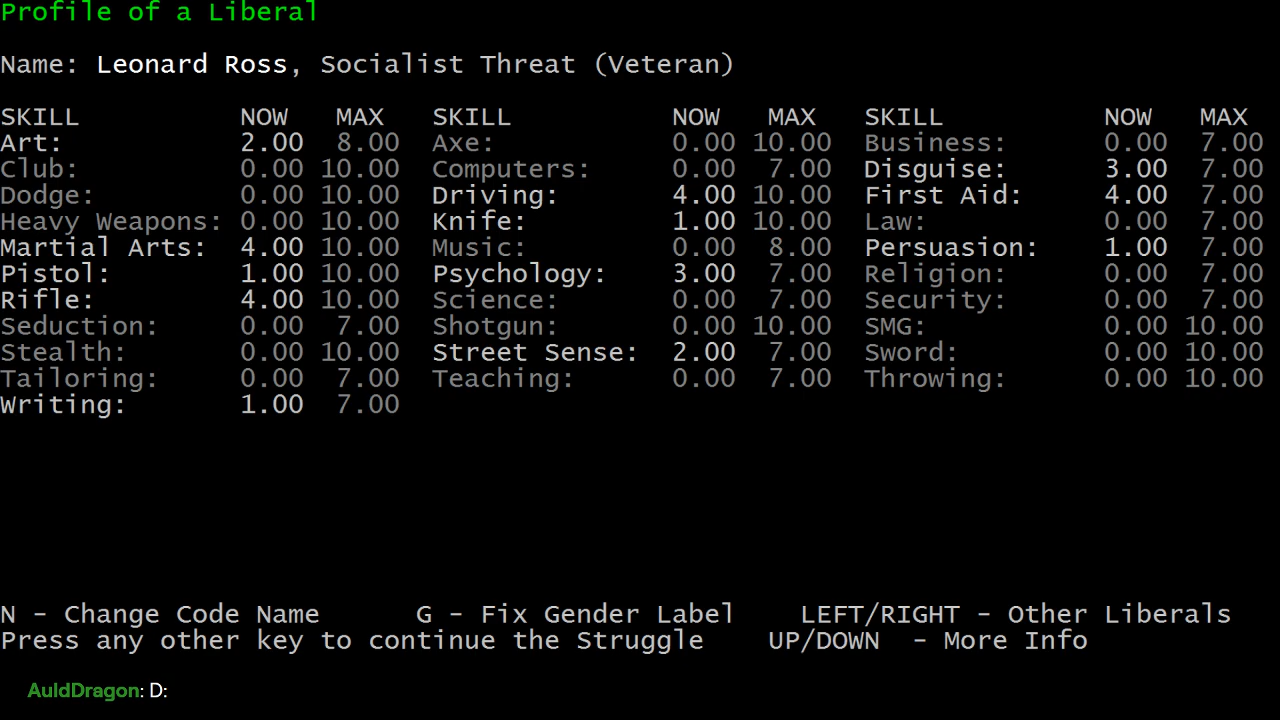 Profile of a Liberal
Name: Leonard Ross, Socialist Threat (Veteran)
SKILL NOW MAX SKILL NOW MAX SKILL NOW MAX
Art: 2.00 8.00 Axe: 0.00 10.00 Business: 0.00 7.00
Club: 0.00 10.00 Computers: 0.00 7.00 Disguise: 3.00 7.00
Dodge: 0.00 10.00 Driving: 4.00 10.00 First Aid: 4.00 7.00
Heavy Weapons: 0.00 10.00 Knife: 1.00 10.00 Law: 0.00 7.00
Martial Arts: 4.00 10.00 Music: 0.00 8.00 Persuasion: 1.00 7.00
Pistol: 1.00 10.00 Psychology: 3.00 7.00 Religion: 0.00 7.00
Rifle: 4.00 10.00 Science: 0.00 7.00 Security: 0.00 7.00
Seduction: 0.00 7.00 Shotgun: 0.00 10.00 SMG: 0.00 10.00
Stealth: 0.00 10.00 Street Sense: 2.00 7.00 Sword: 0.00 10.00
Tailoring: 0.00 7.00 Teaching: 0.00 7.00 Throwing: 0.00 10.00
Writing: 1.00 7.00
N - Change Code Name G - Fix Gender Label LEFT/RIGHT - Other Liberals
Press any other key to continue the Struggle UP/DOWN - More Info
AuldDragon: D: